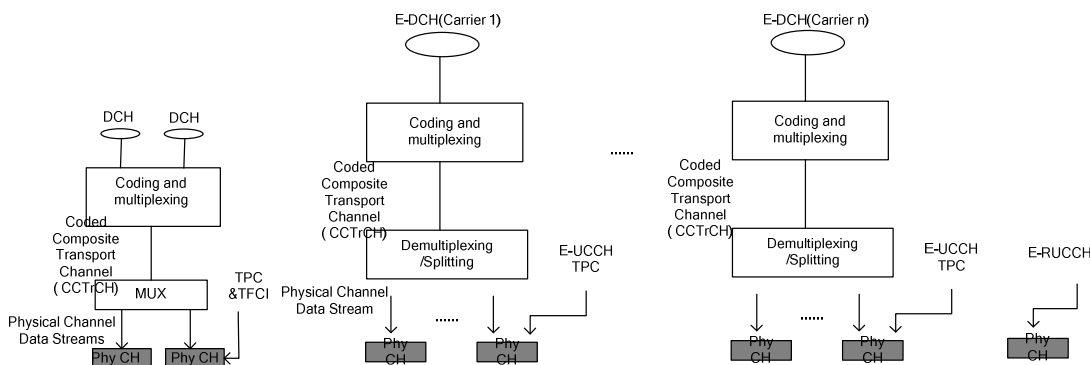 E-DCH(Carrier 1)
E-DCH(Carrier n)
DCH
DCH
Coding and
multiplexing
Coded
Composite
Transport
Channel
( CCTrCH)
MUX
TPC
&TFCI
Physical Channel
Data Streams
Phy CH
Phy CH
Coding and
multiplexing
Coded
Composite
Transport
Channel
( CCTrCH)
Demultiplexing
/Splitting
E-UCCH
TPC
Physical Channel
Data Stream
......
Phy
CH
Phy
CH
......
Coding and
multiplexing
Coded
Composite
Transport
Channel
( CCTrCH)
Demultiplexing
/Splitting
E-UCCH
TPC
......
Phy
CH
Phy
CH
E-RUCCH
Phy
CH